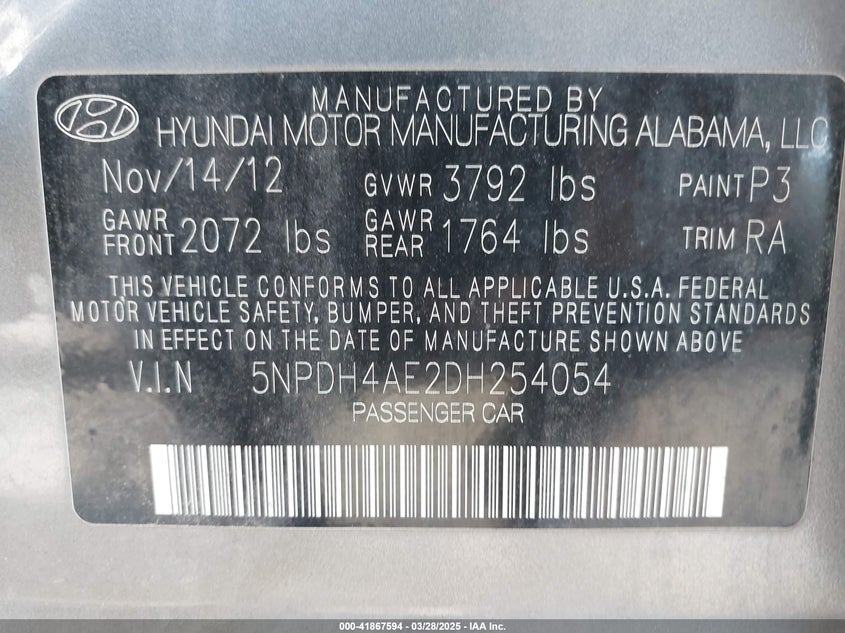 MANUFACTURED BY
HYUNDAI MOTOR MANUFACTURING ALABAMA, LLC
Nov/14/12 GVWR 3792 lbs PAINT P3
GAWR FRONT 2072 lbs GAWR REAR 1764 lbs TRIM RA
THIS VEHICLE CONFORMS TO ALL APPLICABLE U.S.A. FEDERAL
MOTOR VEHICLE SAFETY, BUMPER, AND THEFT PREVENTION STANDARDS
IN EFFECT ON THE DATE OF MANUFACTURE SHOWN ABOVE
V.I.N 5NPDH4AE2DH254054
PASSENGER CAR
000-41867594 - 03/28/2025 - IAA Inc.